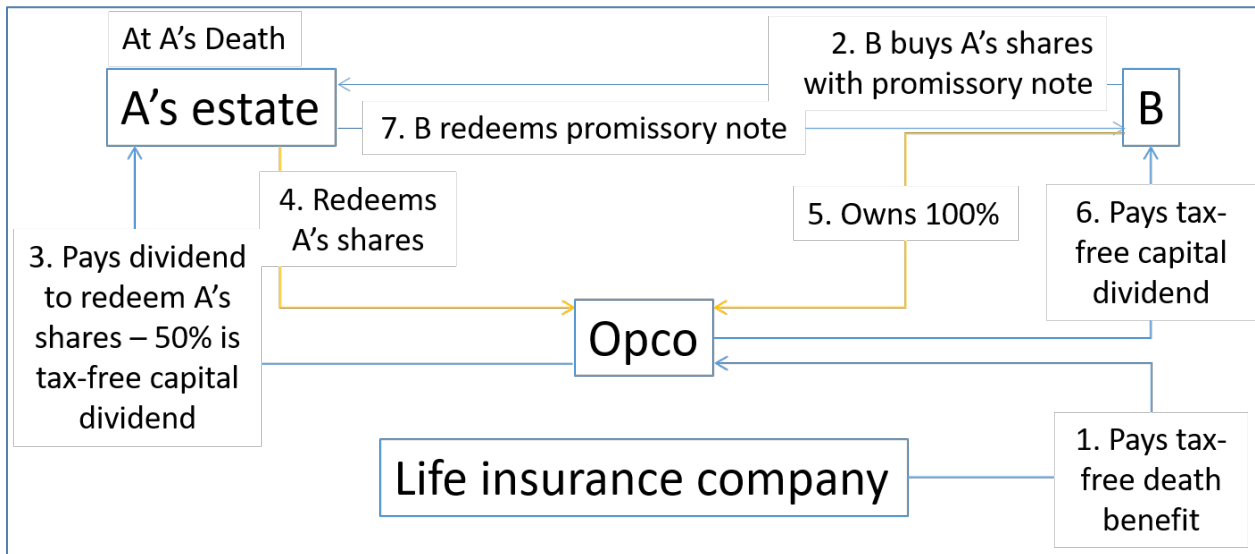 At A's Death
A's estate
2. B buys A's shares
with promissory note
B
7. B redeems promissory note
4. Redeems
A's shares
5. Owns 100%
6. Pays tax-
free capital
dividend
3. Pays dividend
to redeem A's
shares – 50% is
tax-free capital
dividend
Opco
Life insurance company
1. Pays tax-
free death
benefit